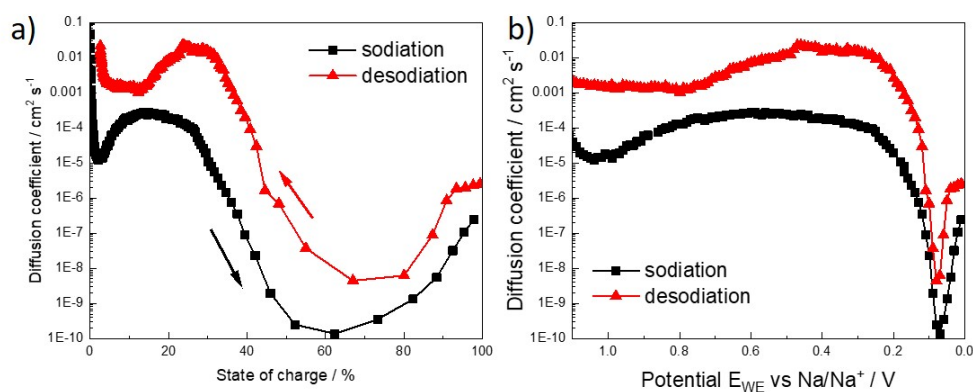 a)
Diffusion coefficient / cm² s⁻¹
0.1
0.01
0.001
1E-4
1E-5
1E-6
1E-7
1E-8
1E-9
1E-10
sodiation
desodiation
0 20 40 60 80 100
State of charge / %
b)
Diffusion coefficient / cm² s⁻¹
0.1
0.01
0.001
1E-4
1E-5
1E-6
1E-7
1E-8
1E-9
1E-10
sodiation
desodiation
1.0 0.8 0.6 0.4 0.2 0.0
Potential E_WE vs Na/Na⁺ / V